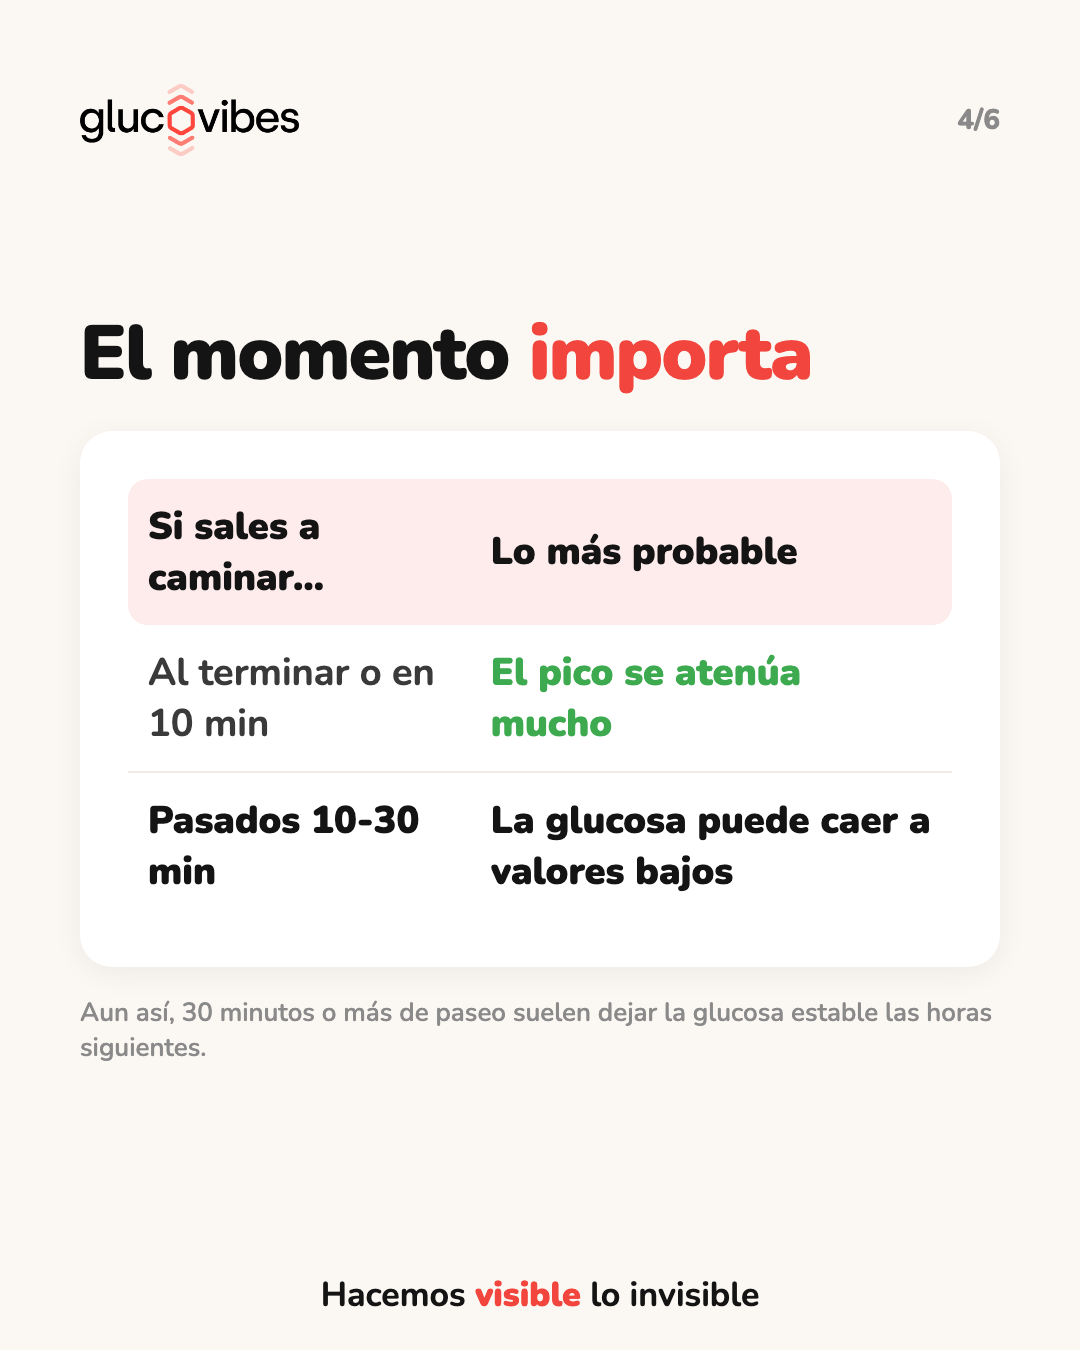 glucovibes
4/6
El momento importa
Si sales a
caminar...
Lo más probable
Al terminar o en
10 min
El pico se atenúa
mucho
Pasados 10-30
min
La glucosa puede caer a
valores bajos
Aun así, 30 minutos o más de paseo suelen dejar la glucosa estable las horas
siguientes.
Hacemos visible lo invisible